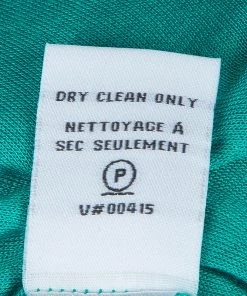 DRY CLEAN ONLY
NETTOYAGE À
SEC SEULEMENT
P
V#00415